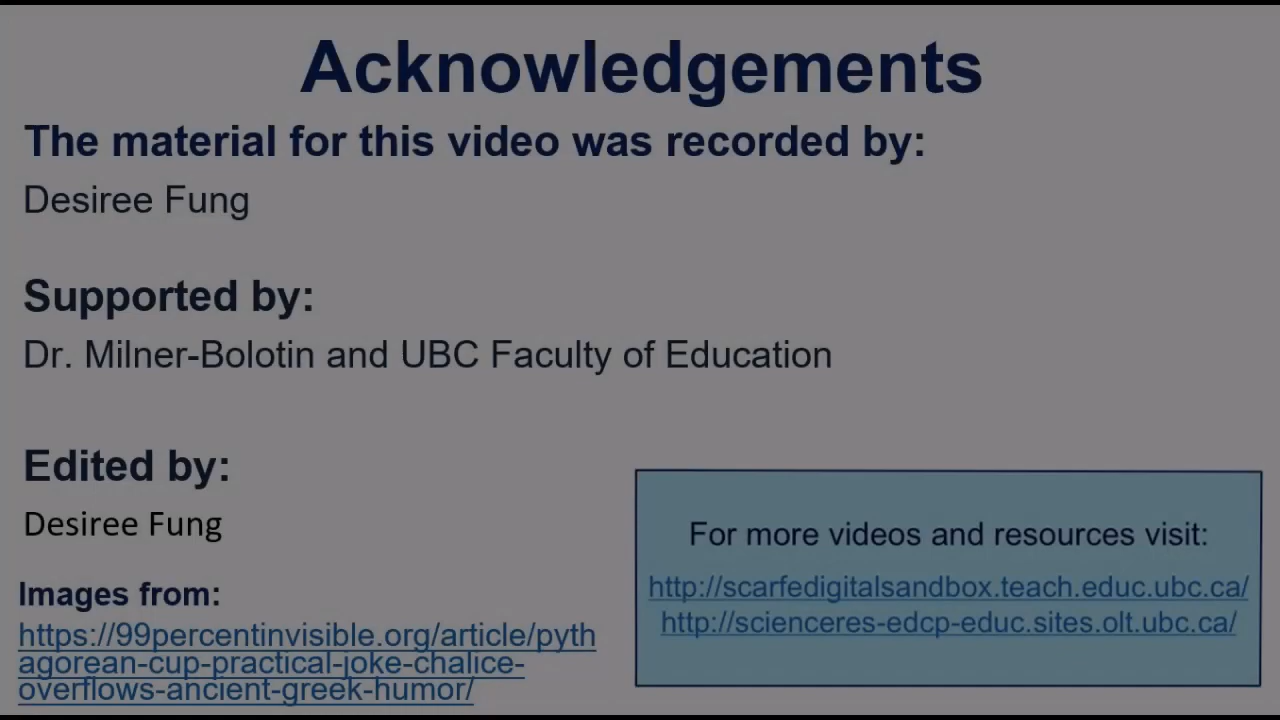 Acknowledgements
The material for this video was recorded by:
Desiree Fung
Supported by:
Dr. Milner-Bolotin and UBC Faculty of Education
Edited by:
Desiree Fung
Images from:
https://99percentinvisible.org/article/pyth
agorean-cup-practical-joke-chalice-
overflows-ancient-greek-humor/
For more videos and resources visit:
http://scarfedigitalsandbox.teach.educ.ubc.ca/
http://scienceres-edcp-educ.sites.olt.ubc.ca/